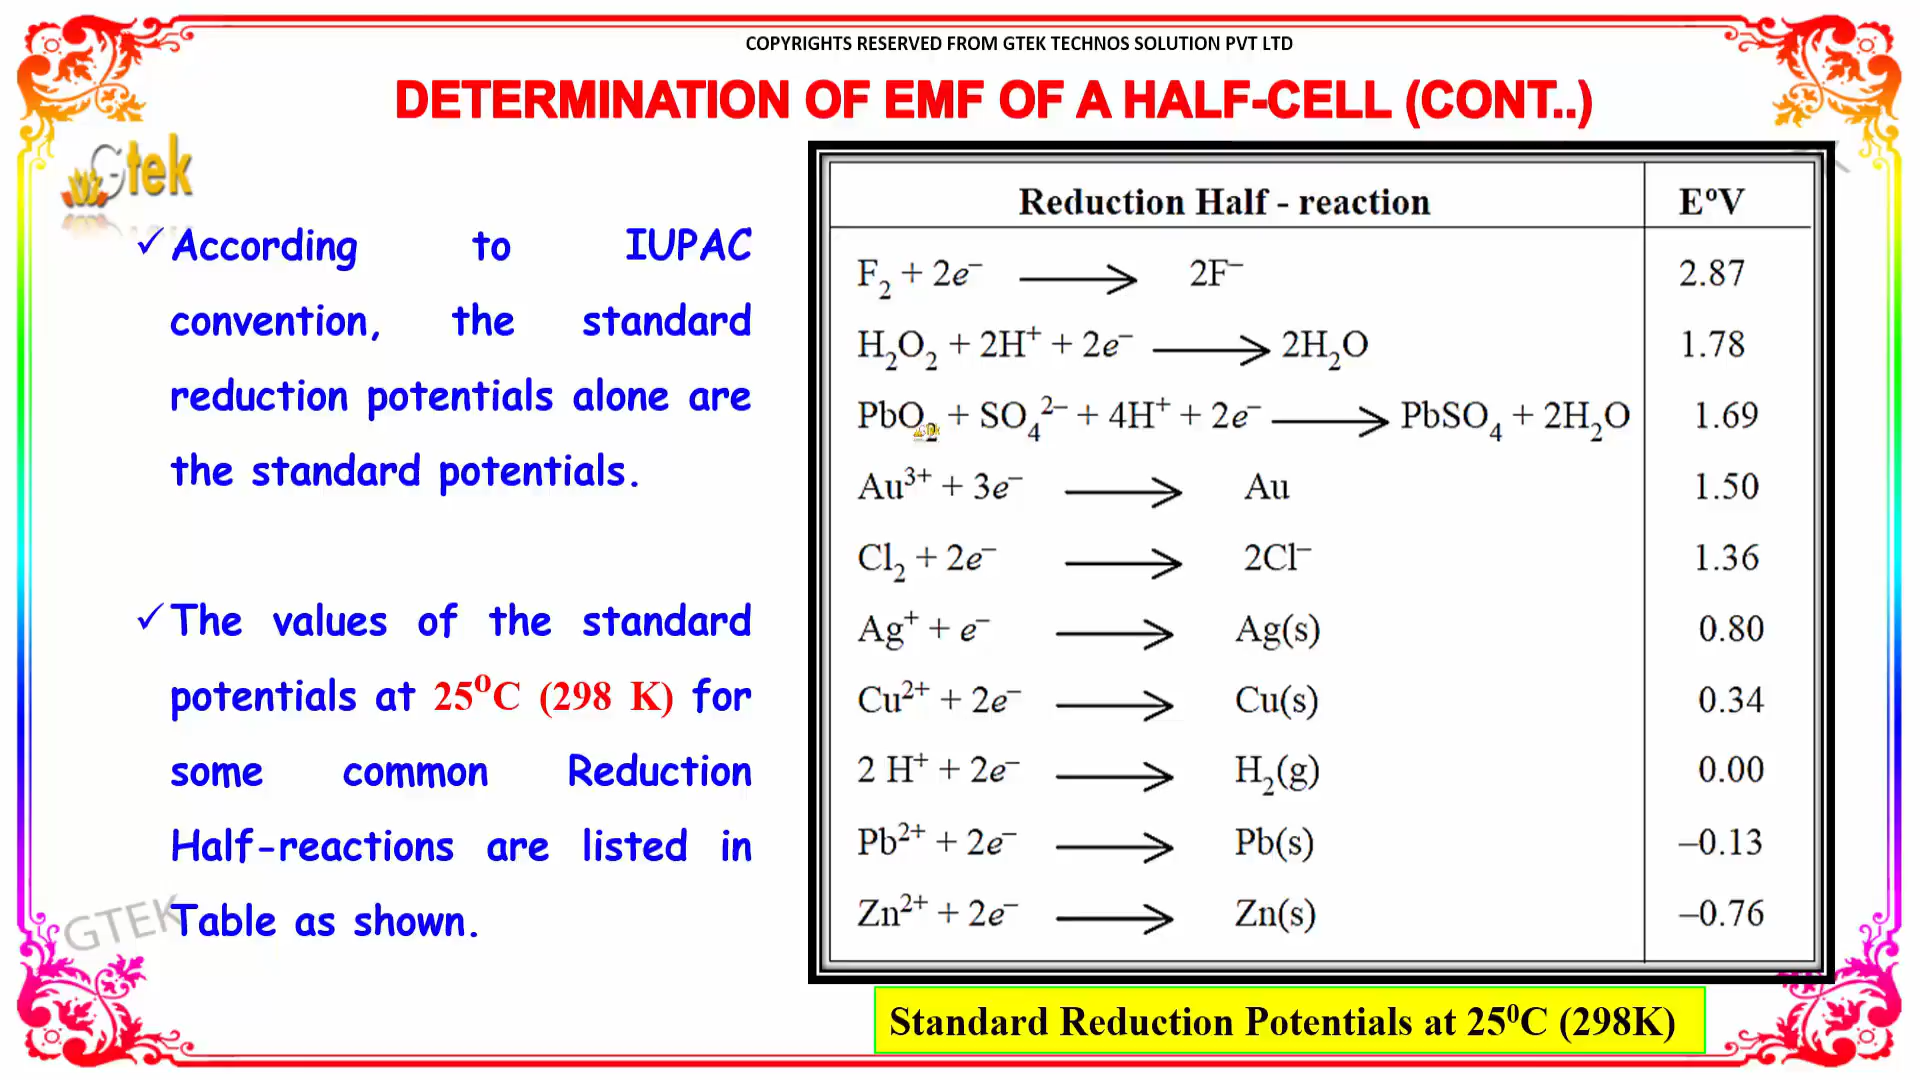 COPYRIGHTS RESERVED FROM GTEK TECHNOS SOLUTION PVT LTD
DETERMINATION OF EMF OF A HALF-CELL (CONT..)
Gtek
✓According to IUPAC
convention, the standard
reduction potentials alone are
the standard potentials.
✓The values of the standard
potentials at 25⁰C (298 K) for
some common Reduction
Half-reactions are listed in
Table as shown.
GTEK
Reduction Half - reaction E⁰V
F₂ + 2e⁻ ⟶ 2F⁻ 2.87
H₂O₂ + 2H⁺ + 2e⁻ ⟶ 2H₂O 1.78
PbO₂ + SO₄²⁻ + 4H⁺ + 2e⁻ ⟶ PbSO₄ + 2H₂O 1.69
Au³⁺ + 3e⁻ ⟶ Au 1.50
Cl₂ + 2e⁻ ⟶ 2Cl⁻ 1.36
Ag⁺ + e⁻ ⟶ Ag(s) 0.80
Cu²⁺ + 2e⁻ ⟶ Cu(s) 0.34
2 H⁺ + 2e⁻ ⟶ H₂(g) 0.00
Pb²⁺ + 2e⁻ ⟶ Pb(s) –0.13
Zn²⁺ + 2e⁻ ⟶ Zn(s) –0.76
Standard Reduction Potentials at 25⁰C (298K)